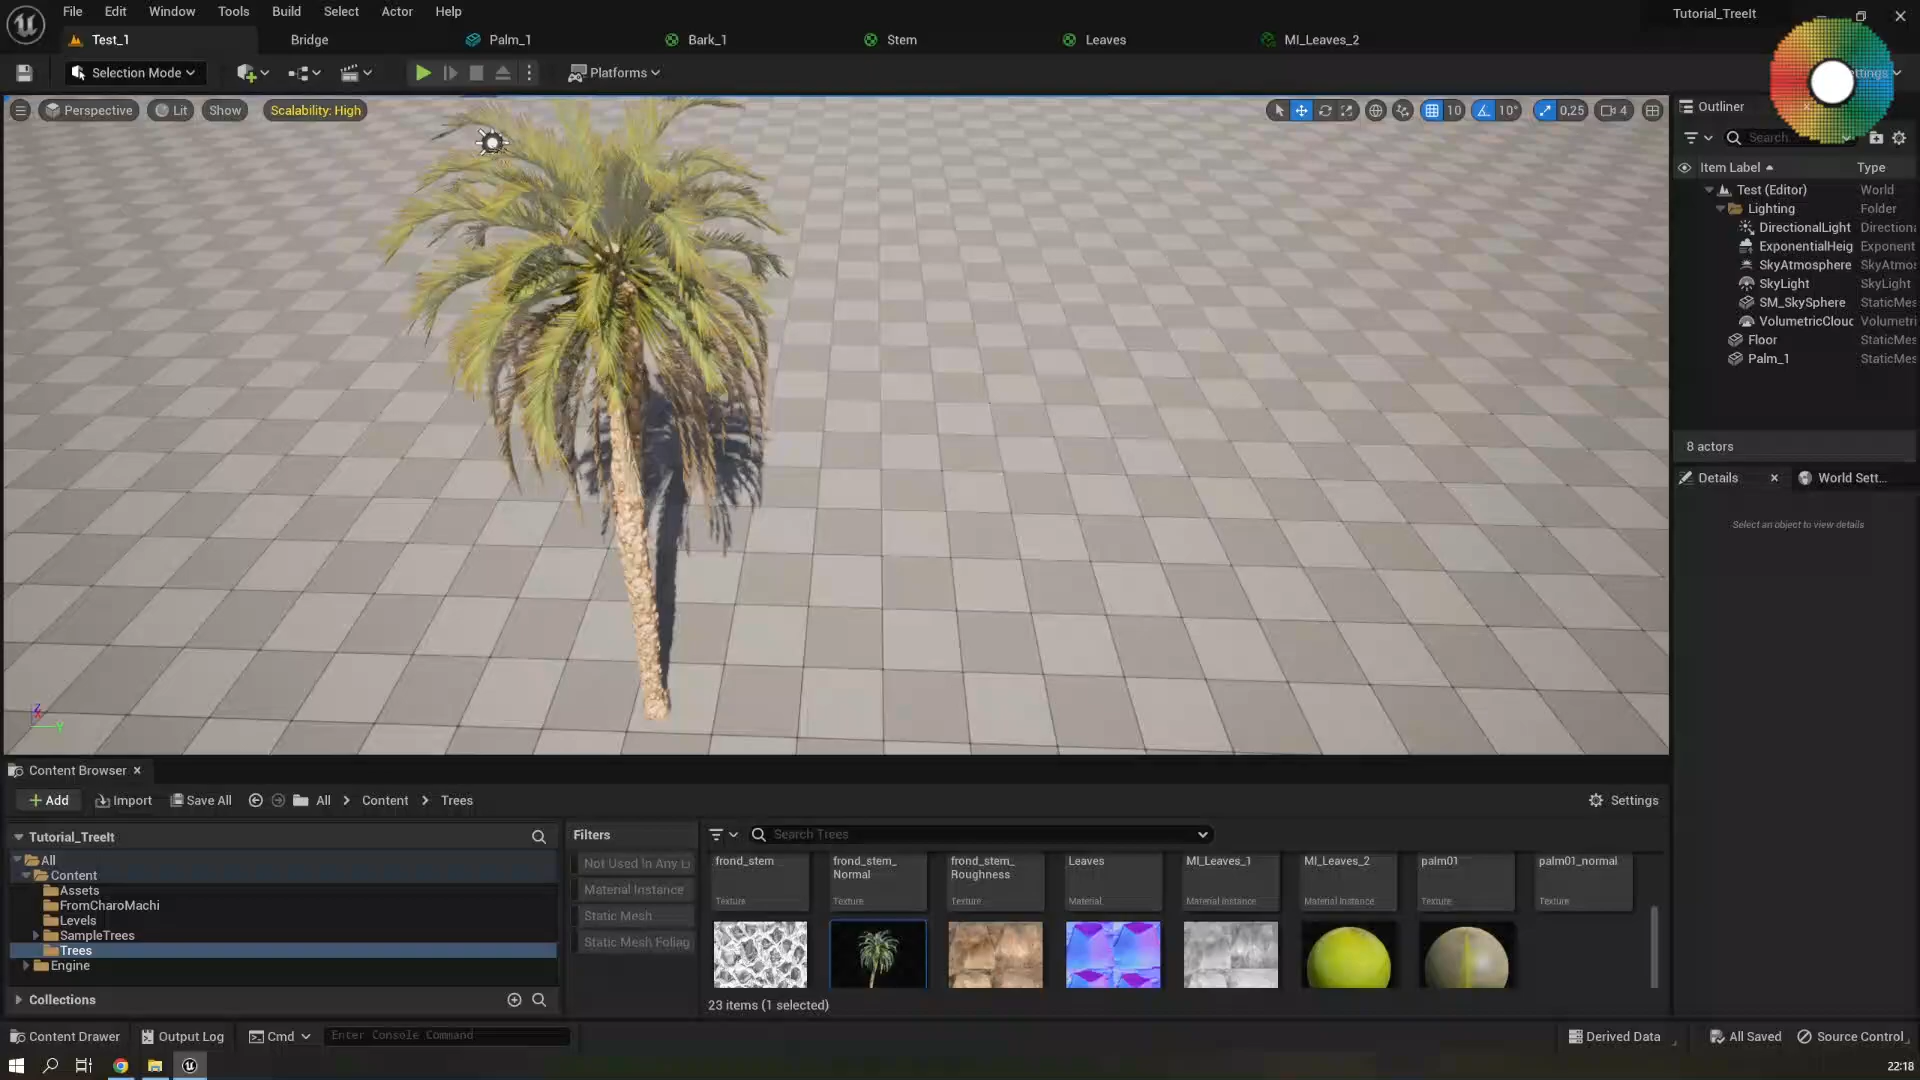 File Edit Window Tools Build Select Actor Help
Tutorial_TreeIt
Test_1 Bridge Palm_1 Bark_1 Stem Leaves MI_Leaves_2
Selection Mode Platforms ettings
Perspective Lit Show Scalability: High 10 10° 0,25 4
Outliner
Search...
Item Label Type
Test (Editor) World
Lighting Folder
DirectionalLight Directiona
ExponentialHeig Exponent
SkyAtmosphere SkyAtmos
SkyLight SkyLight
SM_SkySphere StaticMes
VolumetricClouc Volumetri
Floor StaticMes
Palm_1 StaticMes
8 actors
Details World Sett...
Select an object to view details
Z
Y
Content Browser
Add Import Save All All Content Trees Settings
Tutorial_TreeIt
All
Content
Assets
FromCharoMachi
Levels
SampleTrees
Trees
Engine
Collections
Filters
Not Used In Any L
Material Instance
Static Mesh
Static Mesh Foliag
Search Trees
frond_stem
Texture
frond_stem_
Normal
Texture
frond_stem_
Roughness
Texture
Leaves
Material
MI_Leaves_1
Material Instance
MI_Leaves_2
Material Instance
palm01
Texture
palm01_normal
Texture
23 items (1 selected)
Content Drawer Output Log Cmd Enter Console Command Derived Data All Saved Source Control
22:18